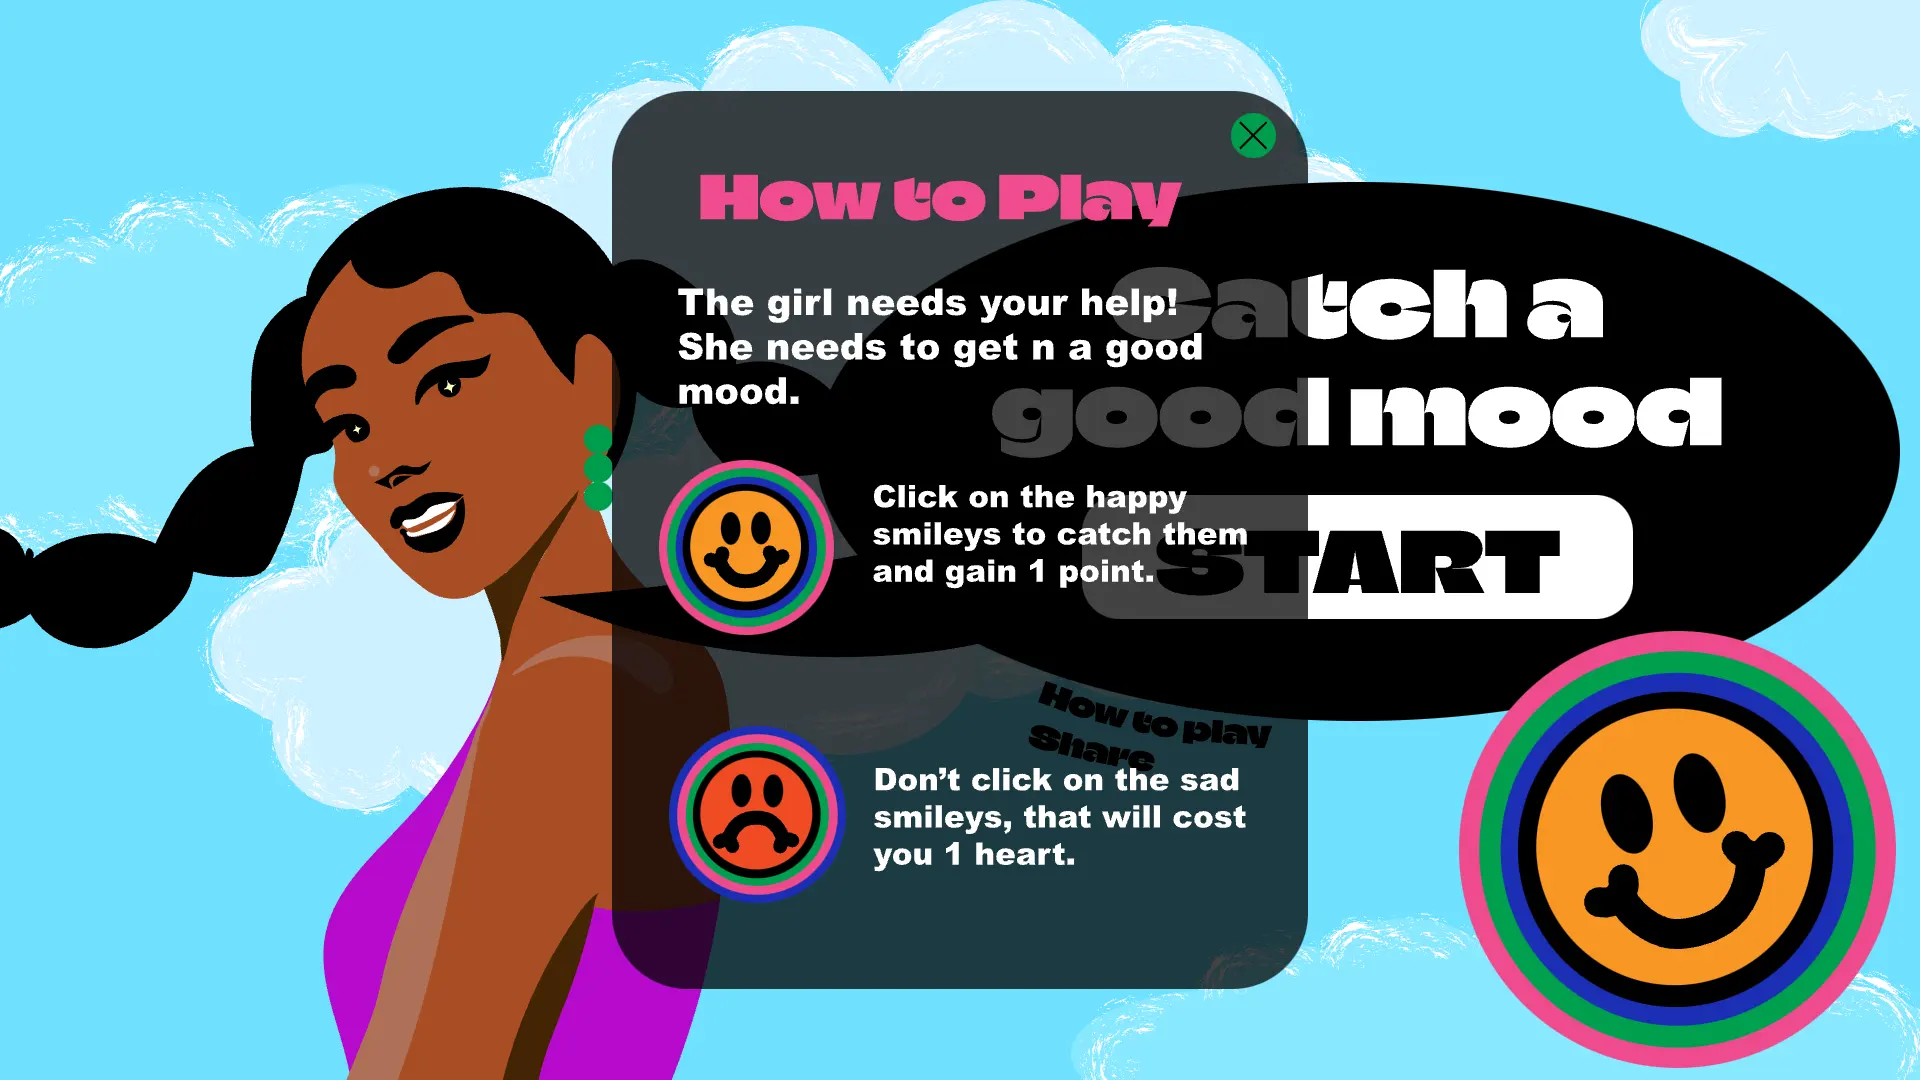 How to Play
The girl needs your help!
She needs to get n a good
mood.
Click on the happy
smileys to catch them
and gain 1 point.
Don’t click on the sad
smileys, that will cost
you 1 heart.
Catch a
good mood
START
How to play
Share